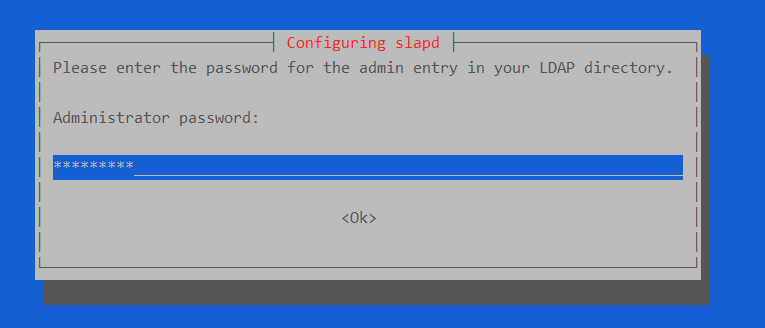 Configuring slapd
Please enter the password for the admin entry in your LDAP directory.
Administrator password:
*********
<Ok>